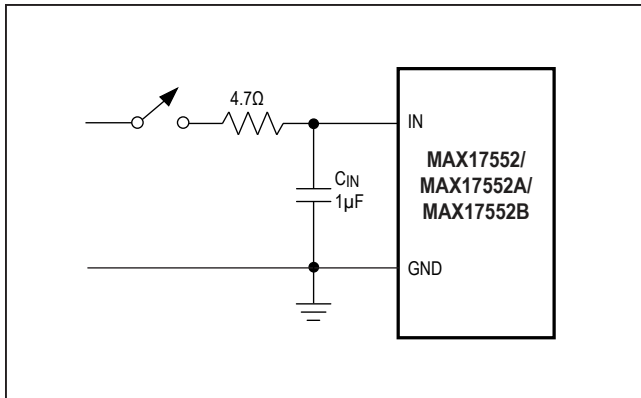 4.7Ω
IN
MAX17552/
MAX17552A/
MAX17552B
CIN
1µF
GND